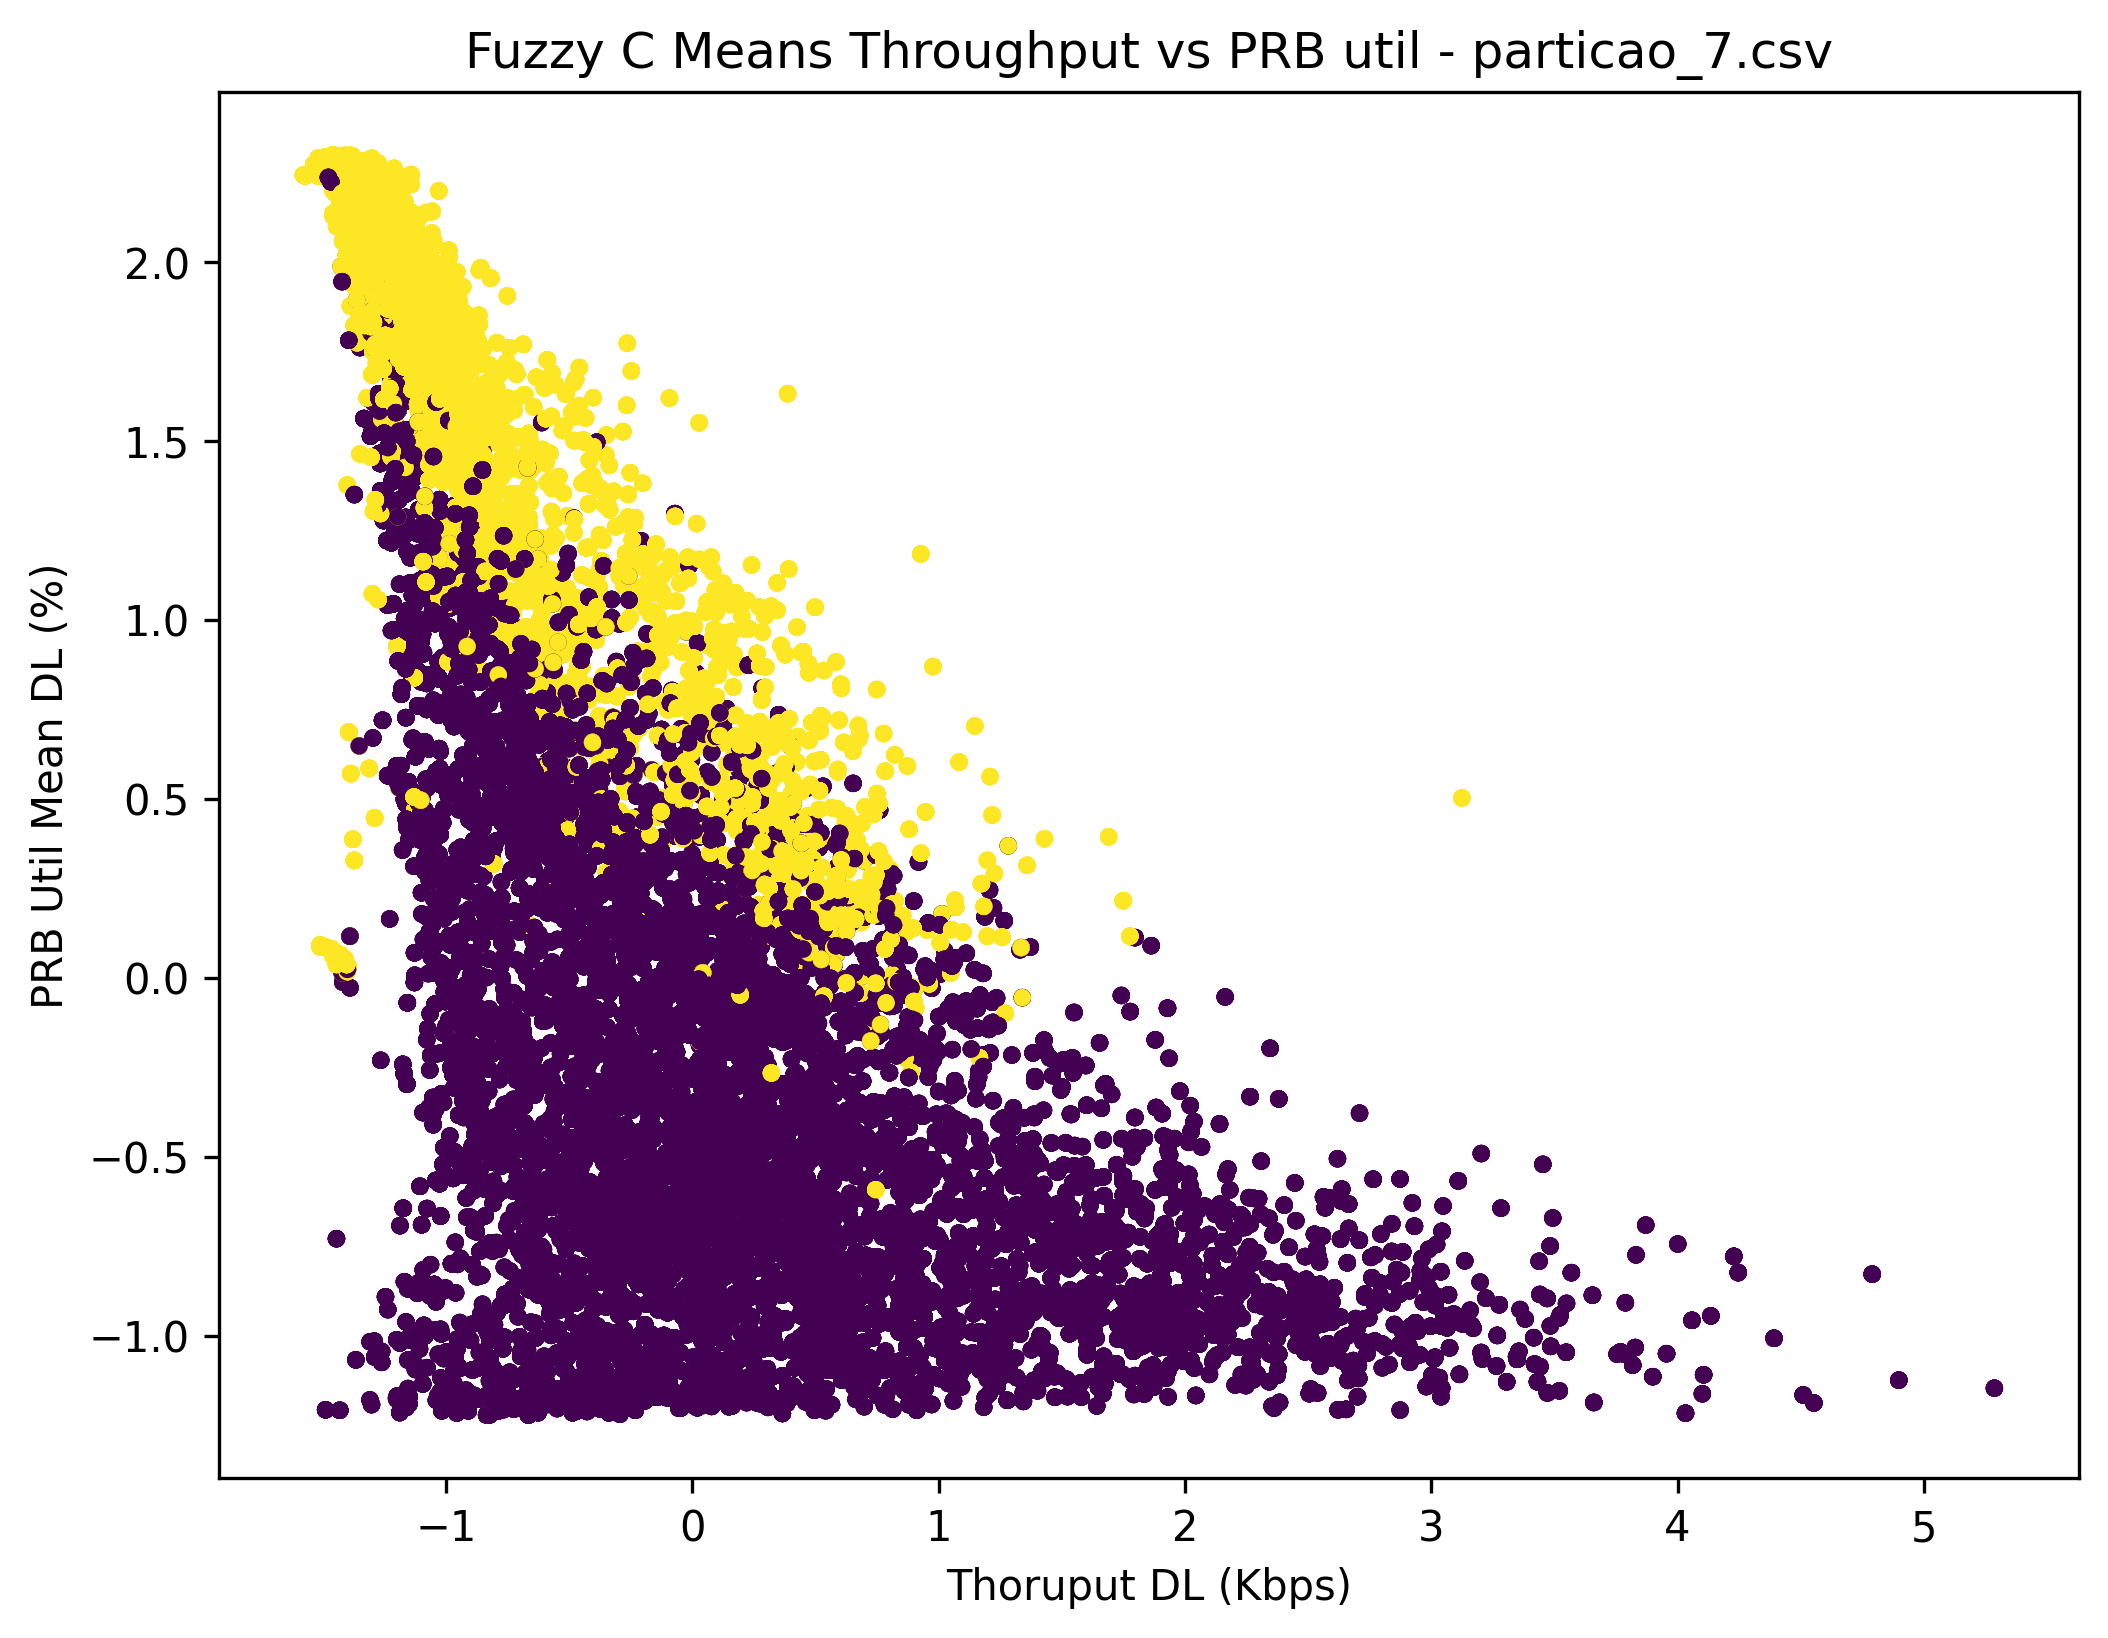 Fuzzy C Means Throughput vs PRB util - particao_7.csv
PRB Util Mean DL (%)
2.0
1.5
1.0
0.5
0.0
−0.5
−1.0
−1 0 1 2 3 4 5
Thoruput DL (Kbps)